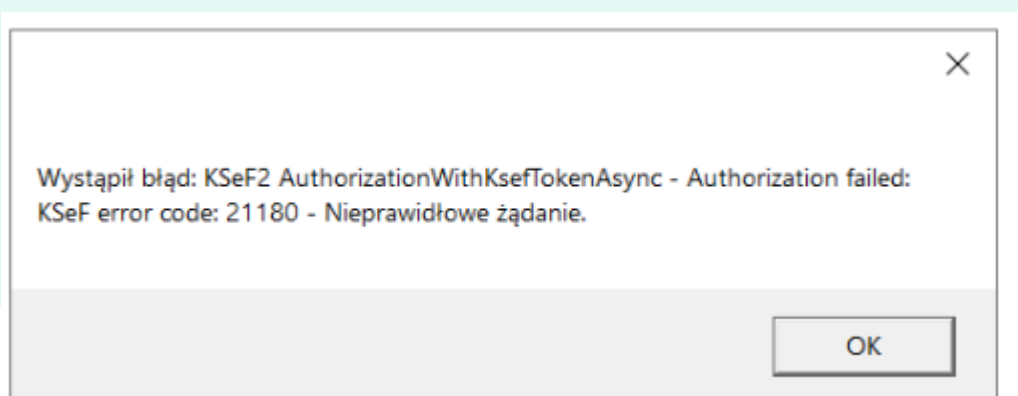 Wystąpił błąd: KSeF2 AuthorizationWithKsefTokenAsync - Authorization failed:
KSeF error code: 21180 - Nieprawidłowe żądanie.
OK